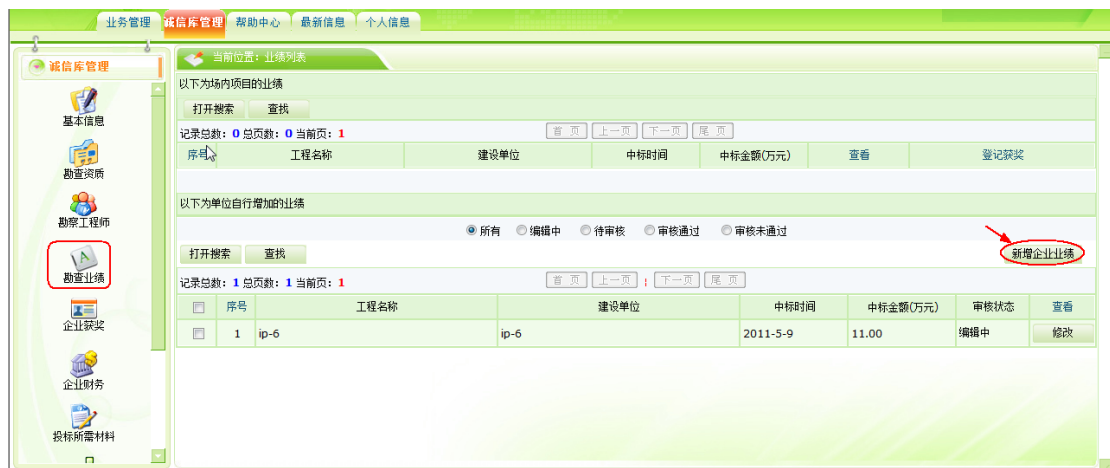 业务管理 诚信库管理 帮助中心 最新信息 个人信息
诚信库管理
基本信息
勘查资质
勘察工程师
勘查业绩
企业获奖
企业财务
投标所需材料
当前位置：业绩列表
以下为场内项目的业绩
打开搜索 查找
记录总数：0 总页数：0 当前页：1 首 页 上一页 下一页 尾 页
序号 工程名称 建设单位 中标时间 中标金额(万元) 查看 登记获奖
以下为单位自行增加的业绩
所有 编辑中 待审核 审核通过 审核未通过
打开搜索 查找 新增企业业绩
记录总数：1 总页数：1 当前页：1 首 页 上一页 下一页 尾 页
序号 工程名称 建设单位 中标时间 中标金额(万元) 审核状态 查看
1 ip-6 ip-6 2011-5-9 11.00 编辑中 修改